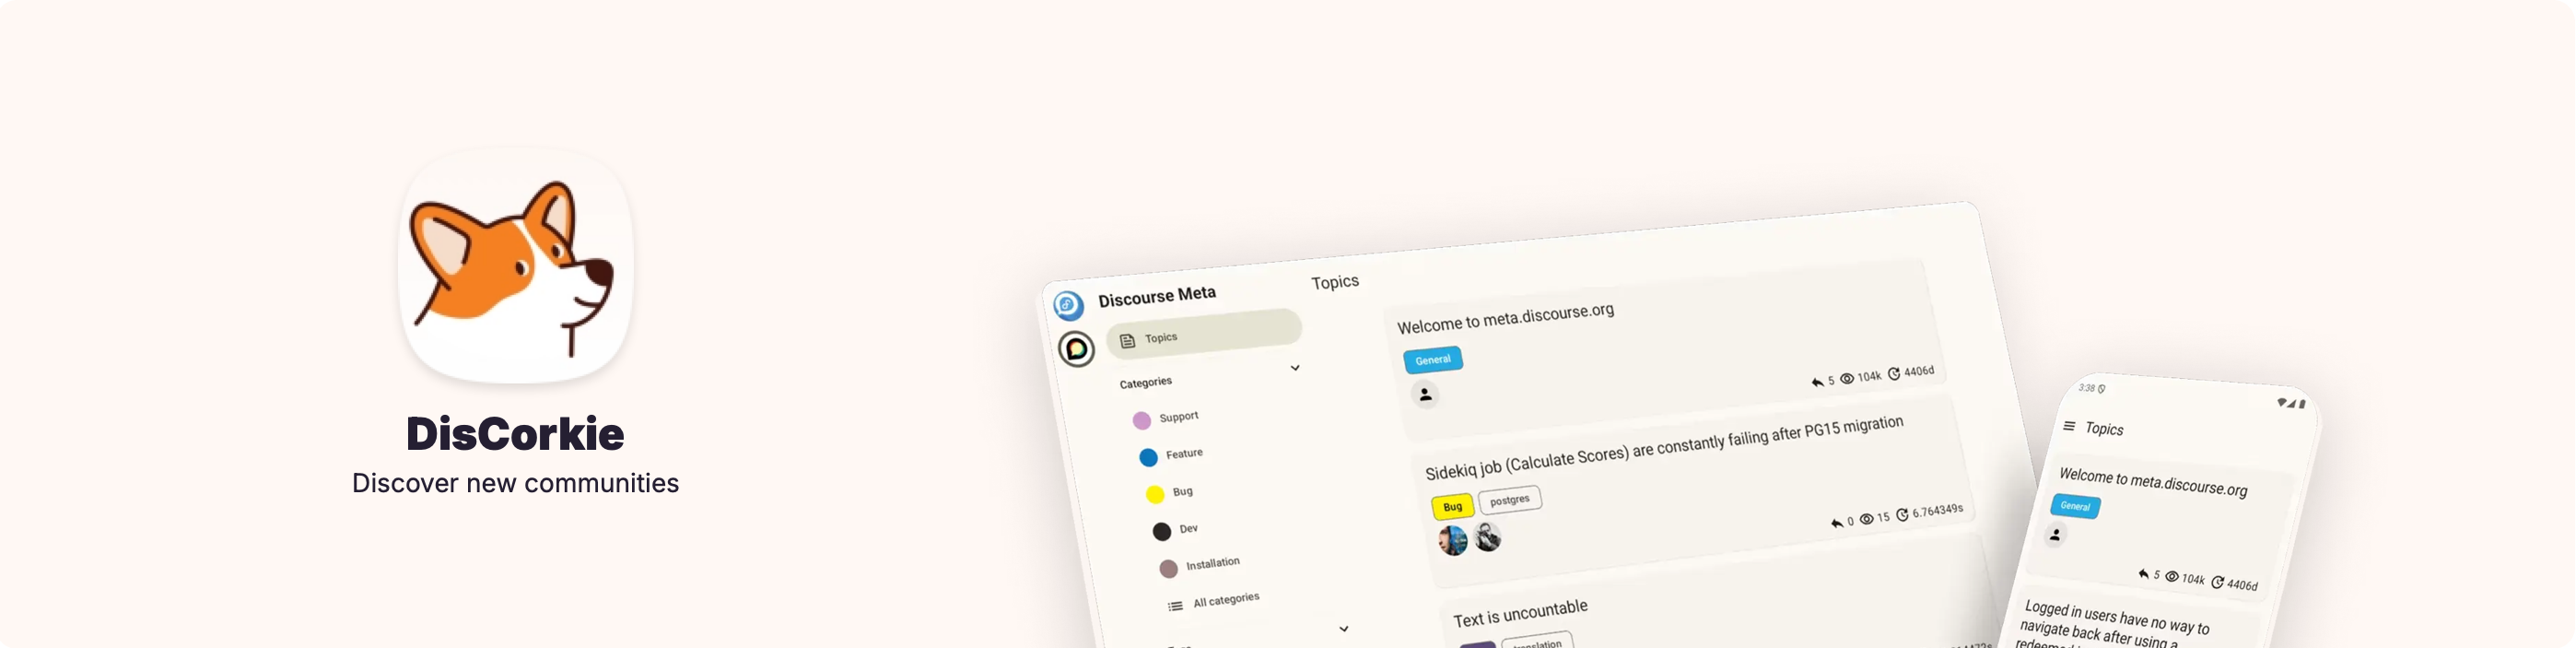 DisCorkie
Discover new communities
Discourse Meta
Topics
Categories
Support
Feature
Bug
Dev
Installation
All categories
Topics
Welcome to meta.discourse.org
General
5 104k 4406d
Sidekiq job (Calculate Scores) are constantly failing after PG15 migration
Bug postgres
0 15 6.764349s
Text is uncountable
3:38
Topics
Welcome to meta.discourse.org
General
5 104k 4406d
Logged in users have no way to
navigate back after using a